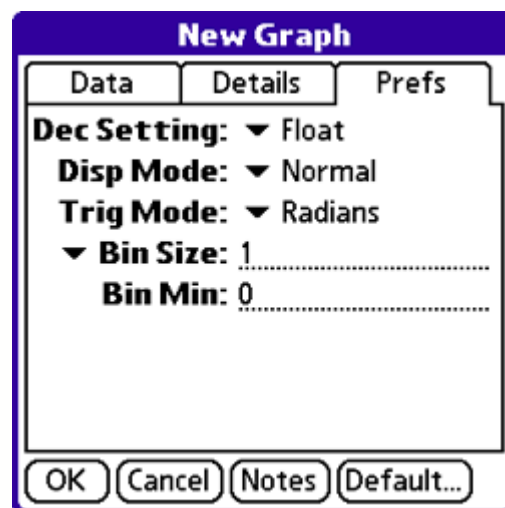 New Graph
Data Details Prefs
Dec Setting: Float
Disp Mode: Normal
Trig Mode: Radians
Bin Size: 1
Bin Min: 0
OK Cancel Notes Default...